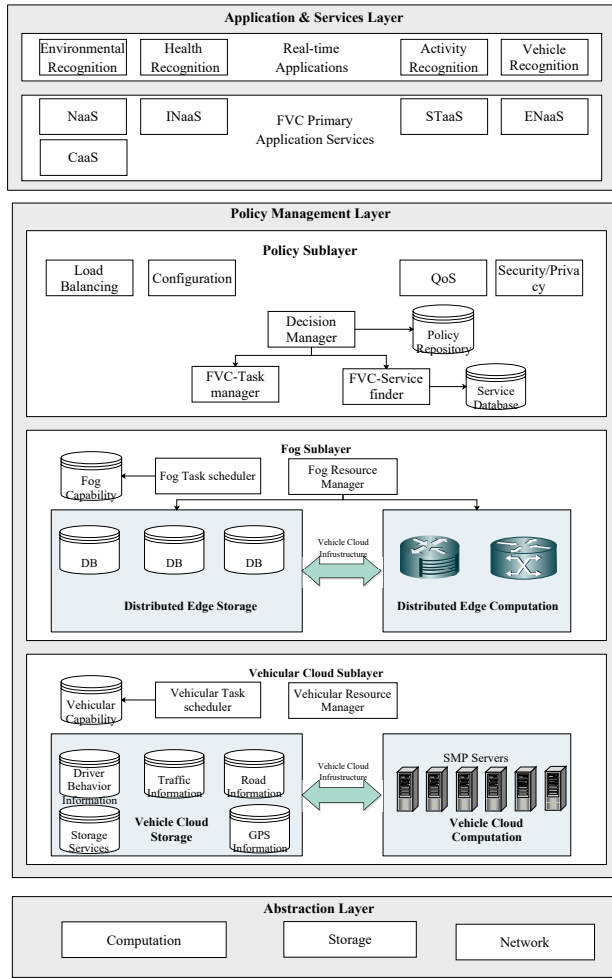 Application & Services Layer
Environmental
Recognition
Health
Recognition
Real-time
Applications
Activity
Recognition
Vehicle
Recognition
NaaS
INaaS
FVC Primary
Application Services
STaaS
ENaaS
CaaS
Policy Management Layer
Policy Sublayer
Load
Balancing
Configuration
QoS
Security/Priva
cy
Decision
Manager
Policy
Repository
FVC-Task
manager
FVC-Service
finder
Service
Database
Fog Sublayer
Fog
Capability
Fog Task scheduler
Fog Resource
Manager
DB
DB
DB
Distributed Edge Storage
Vehicle Cloud
Infrustructure
Distributed Edge Computation
Vehicular Cloud Sublayer
Vehicular
Capability
Vehicular Task
scheduler
Vehicular Resource
Manager
Driver
Behavior
Information
Traffic
Information
Road
Information
Storage
Services
Vehicle Cloud
Storage
GPS
Information
Vehicle Cloud
Infrustructure
SMP Servers
Vehicle Cloud
Computation
Abstraction Layer
Computation
Storage
Network